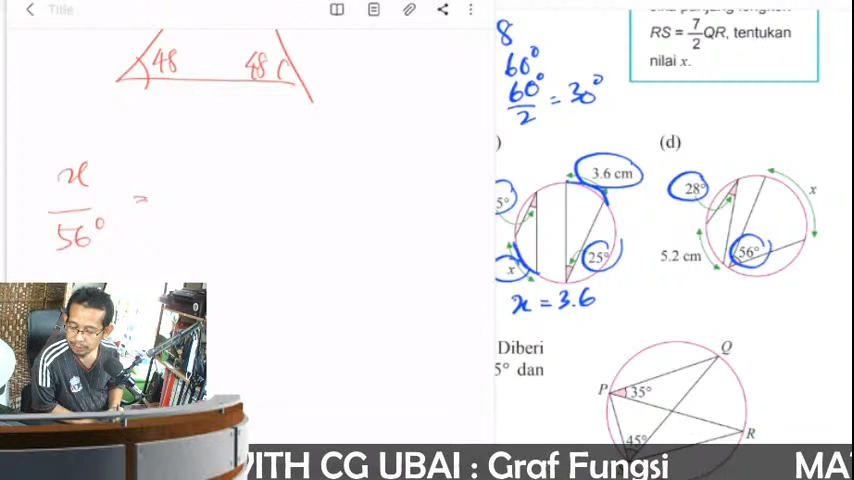 Title
48 48
x
56° =
8
60°
60°
2 = 30°
RS = 7/2 QR, tentukan
nilai x.
)
3.6 cm
5°
25°
x
x = 3.6
(d)
28°
x
56°
5.2 cm
Diberi
5° dan
Q
P 35°
R
45°
WITH CG UBAI : Graf Fungsi MA